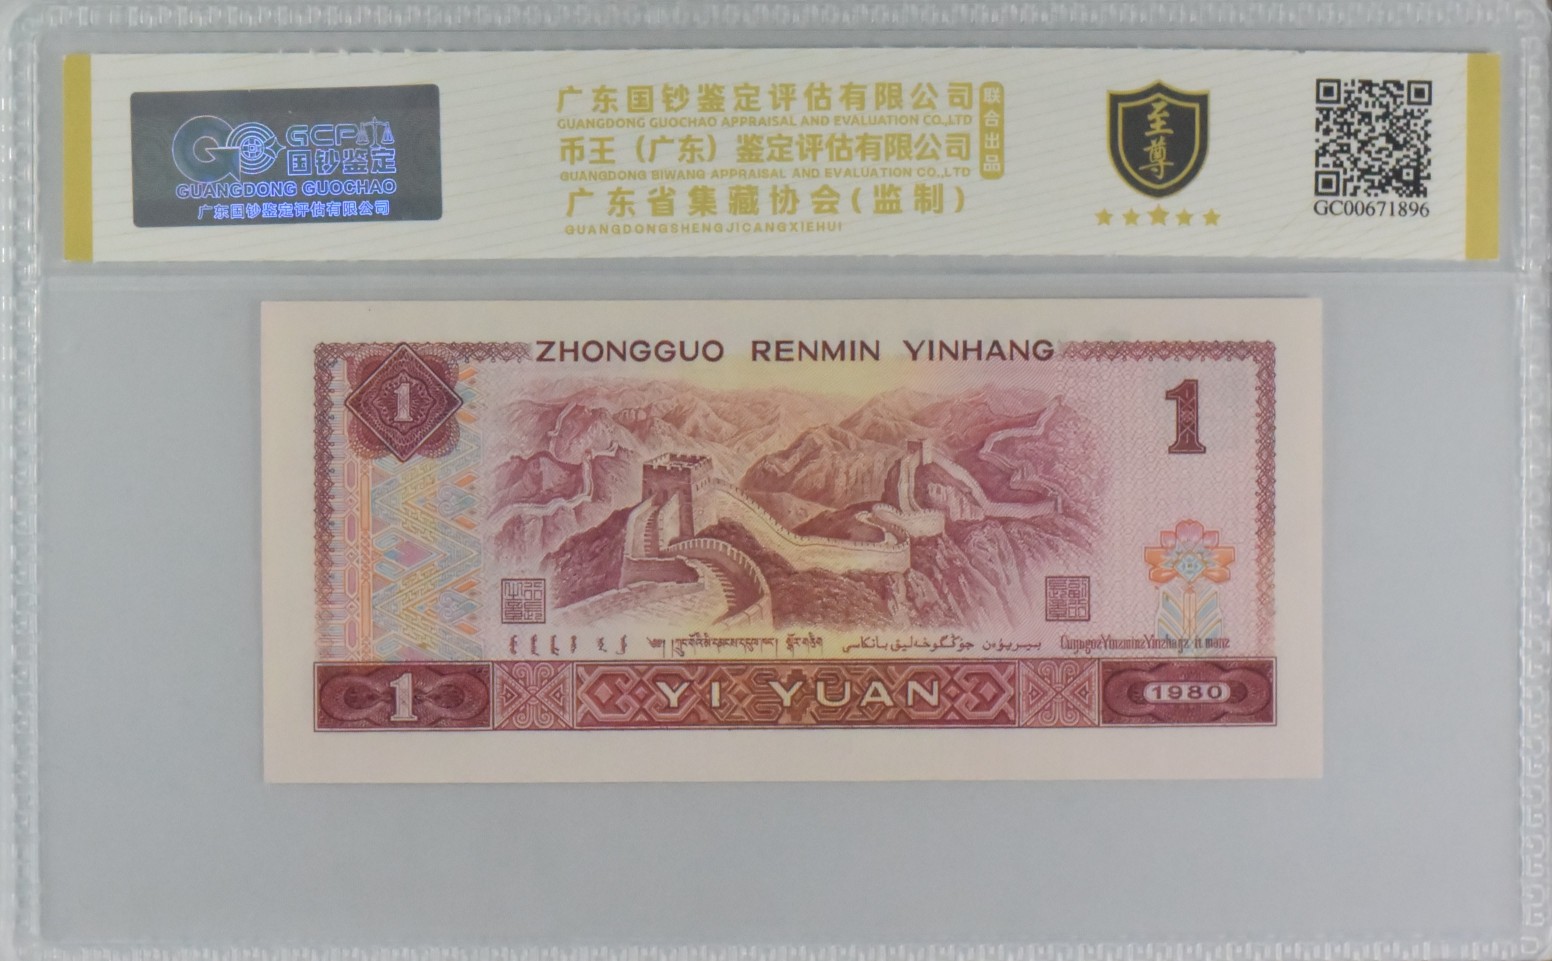 GCP
国钞鉴定
GUANGDONG GUOCHAO
广东国钞鉴定评估有限公司
广东国钞鉴定评估有限公司
GUANGDONG GUOCHAO APPRAISAL AND EVALUATION CO.,LTD
币王（广东）鉴定评估有限公司
GUANGDONG BIWANG APPRAISAL AND EVALUATION CO.,LTD
广东省集藏协会(监制)
GUANGDONGSHENGJICANGXIEHUI
联合出品
至尊
GC00671896
ZHONGGUO RENMIN YINHANG
1
1
جۇڭگوخەلىق بانكاسى بىريۈەن
1
YI YUAN
1980